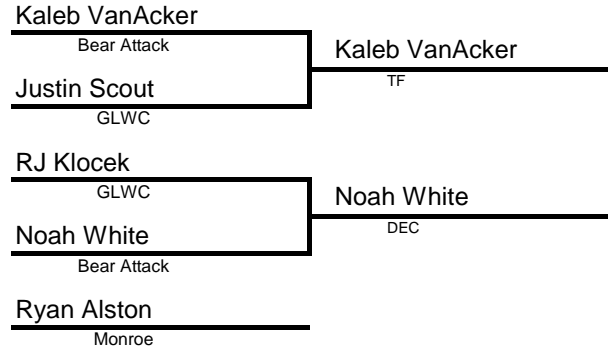 Kaleb VanAcker
Bear Attack
Kaleb VanAcker
TF
Justin Scout
GLWC
RJ Klocek
GLWC
Noah White
DEC
Noah White
Bear Attack
Ryan Alston
Monroe